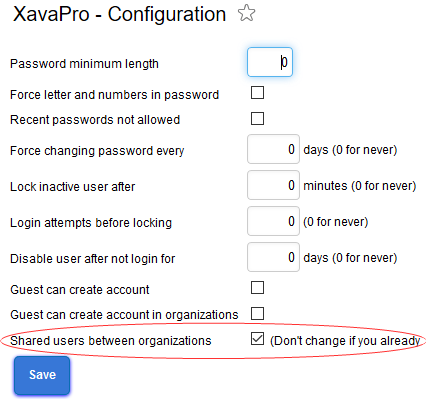 XavaPro - Configuration
Password minimum length 0
Force letter and numbers in password
Recent passwords not allowed
Force changing password every 0 days (0 for never)
Lock inactive user after 0 minutes (0 for never)
Login attempts before locking 0 (0 for never)
Disable user after not login for 0 days (0 for never)
Guest can create account
Guest can create account in organizations
Shared users between organizations (Don't change if you already
Save